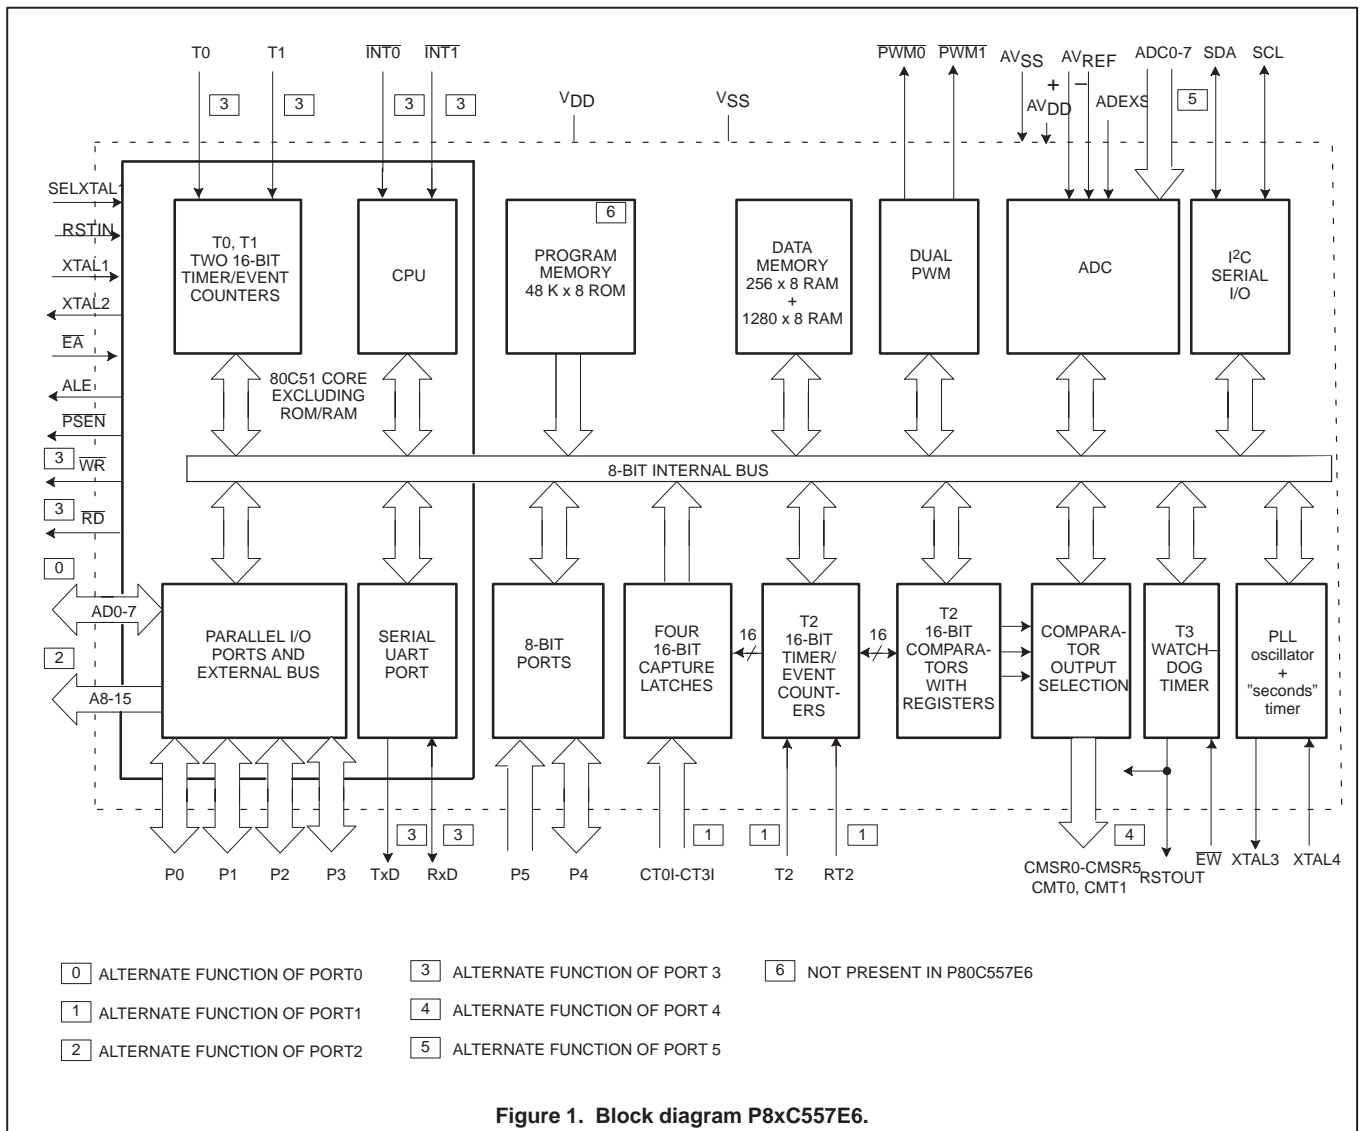 T0 T1 INT0 INT1 PWM0 PWM1 AVSS AVREF ADC0-7 SDA SCL
+ −
3 3 3 3 VDD VSS AVDD ADEXS 5
SELXTAL1
RSTIN
XTAL1
XTAL2
EA
ALE
PSEN
3 WR
3 RD
0
AD0-7
2
A8-15
T0, T1
TWO 16-BIT
TIMER/EVENT
COUNTERS
CPU
6
PROGRAM
MEMORY
48 K x 8 ROM
DATA
MEMORY
256 x 8 RAM
+
1280 x 8 RAM
DUAL
PWM
ADC
I2C
SERIAL
I/O
80C51 CORE
EXCLUDING
ROM/RAM
8-BIT INTERNAL BUS
PARALLEL I/O
PORTS AND
EXTERNAL BUS
SERIAL
UART
PORT
8-BIT
PORTS
FOUR
16-BIT
CAPTURE
LATCHES
16
T2
16-BIT
TIMER/
EVENT
COUNT-
ERS
16
T2
16-BIT
COMPARA-
TORS
WITH
REGISTERS
COMPARA-
TOR
OUTPUT
SELECTION
T3
WATCH–
DOG
TIMER
PLL
oscillator
+
”seconds”
timer
3 3 1 1 1 4
P0 P1 P2 P3 TxD RxD P5 P4 CT0I-CT3I T2 RT2 CMSR0-CMSR5
CMT0, CMT1 RSTOUT EW XTAL3 XTAL4
0 ALTERNATE FUNCTION OF PORT0
1 ALTERNATE FUNCTION OF PORT1
2 ALTERNATE FUNCTION OF PORT2
3 ALTERNATE FUNCTION OF PORT 3
4 ALTERNATE FUNCTION OF PORT 4
5 ALTERNATE FUNCTION OF PORT 5
6 NOT PRESENT IN P80C557E6
Figure 1. Block diagram P8xC557E6.